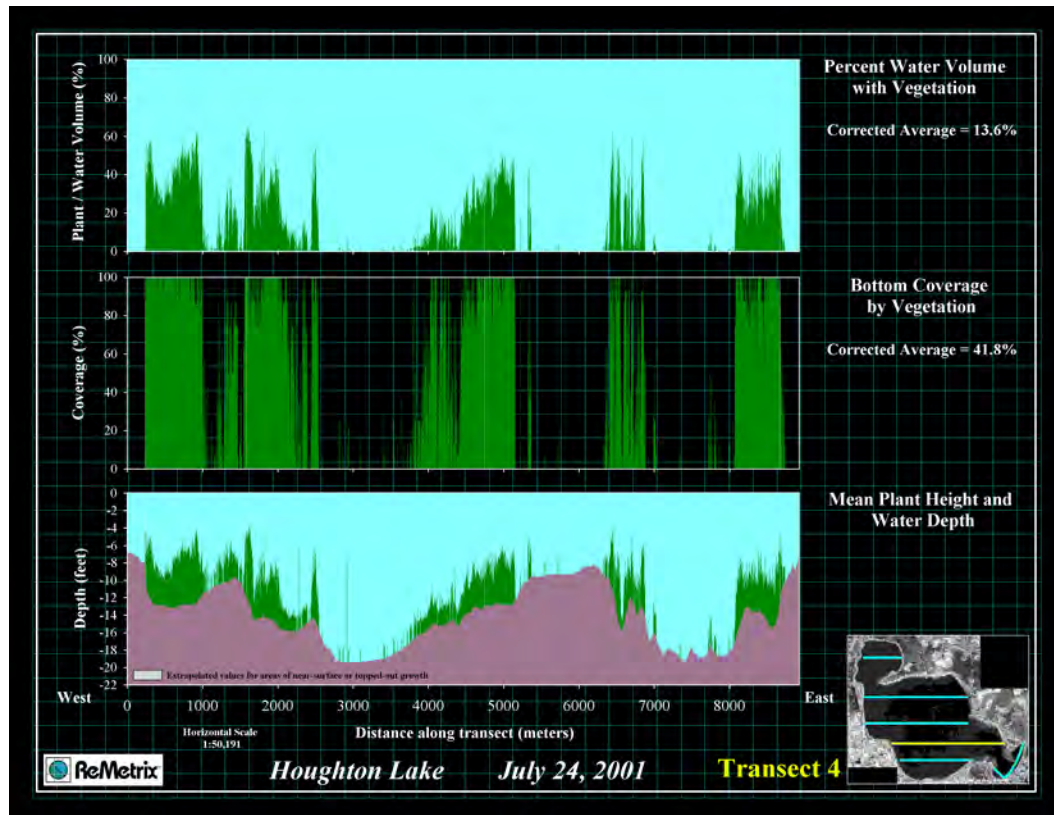 Percent Water Volume
with Vegetation
Corrected Average = 13.6%
Plant / Water Volume (%)
100
80
60
40
20
0
Bottom Coverage
by Vegetation
Corrected Average = 41.8%
Coverage (%)
100
80
60
40
20
0
Mean Plant Height and
Water Depth
Depth (feet)
0
-2
-4
-6
-8
-10
-12
-14
-16
-18
-20
-22
Extrapolated values for areas of near-surface or topped-out growth
West
0 1000 2000 3000 4000 5000 6000 7000 8000
East
Horizontal Scale
1:50,191
Distance along transect (meters)
ReMetrix
Houghton Lake July 24, 2001 Transect 4